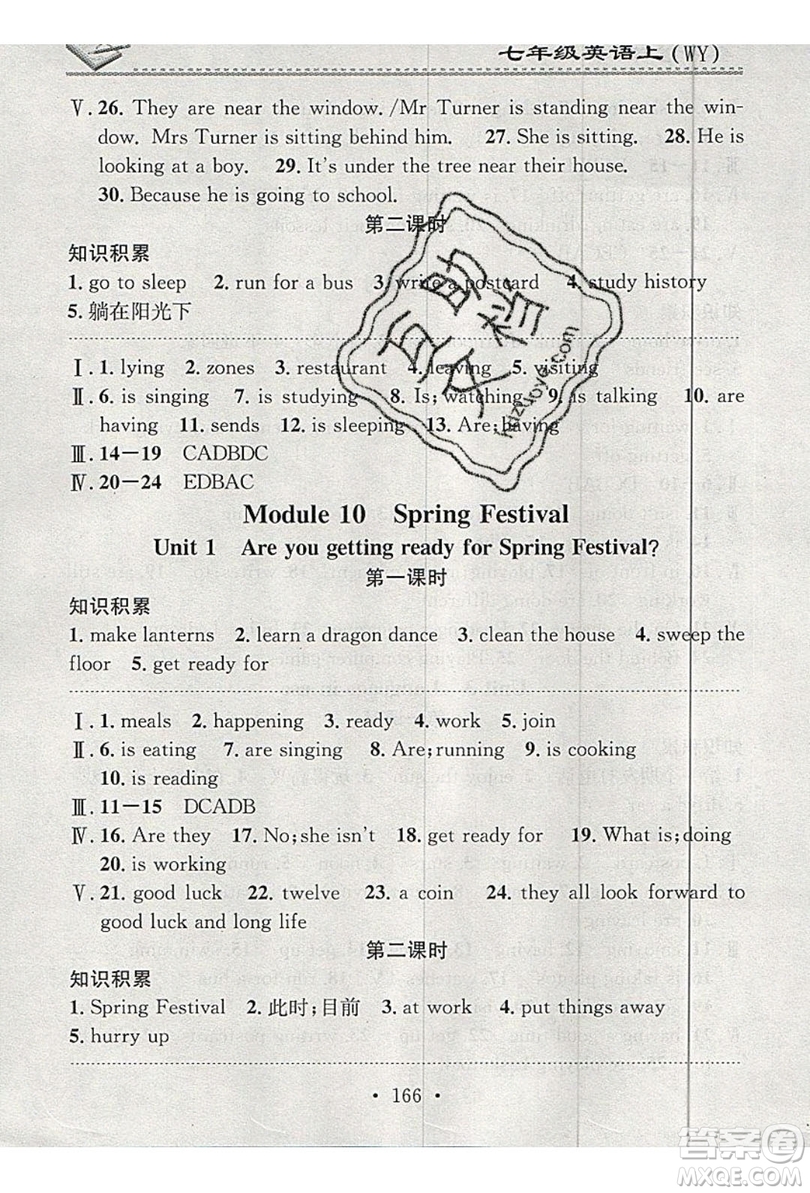 七年级英语上(WY)
Ⅴ. 26. They are near the window. /Mr Turner is standing near the win-
dow. Mrs Turner is sitting behind him. 27. She is sitting. 28. He is
looking at a boy. 29. It's under the tree near their house.
30. Because he is going to school.
第二课时
知识积累
1. go to sleep 2. run for a bus 3. write a postcard 4. study history
5. 躺在阳光下
Ⅰ. 1. lying 2. zones 3. restaurant 4. leaving 5. visiting
Ⅱ. 6. is singing 7. is studying 8. Is; watching 9. is talking 10. are
having 11. sends 12. is sleeping 13. Are; having
Ⅲ. 14-19 CADBDC
Ⅳ. 20-24 EDBAC
Module 10 Spring Festival
Unit 1 Are you getting ready for Spring Festival?
第一课时
知识积累
1. make lanterns 2. learn a dragon dance 3. clean the house 4. sweep the
floor 5. get ready for
Ⅰ. 1. meals 2. happening 3. ready 4. work 5. join
Ⅱ. 6. is eating 7. are singing 8. Are; running 9. is cooking
10. is reading
Ⅲ. 11-15 DCADB
Ⅳ. 16. Are they 17. No; she isn't 18. get ready for 19. What is; doing
20. is working
Ⅴ. 21. good luck 22. twelve 23. a coin 24. they all look forward to
good luck and long life
第二课时
知识积累
1. Spring Festival 2. 此时;目前 3. at work 4. put things away
5. hurry up
· 166 ·
答案圈
MXQE.COM